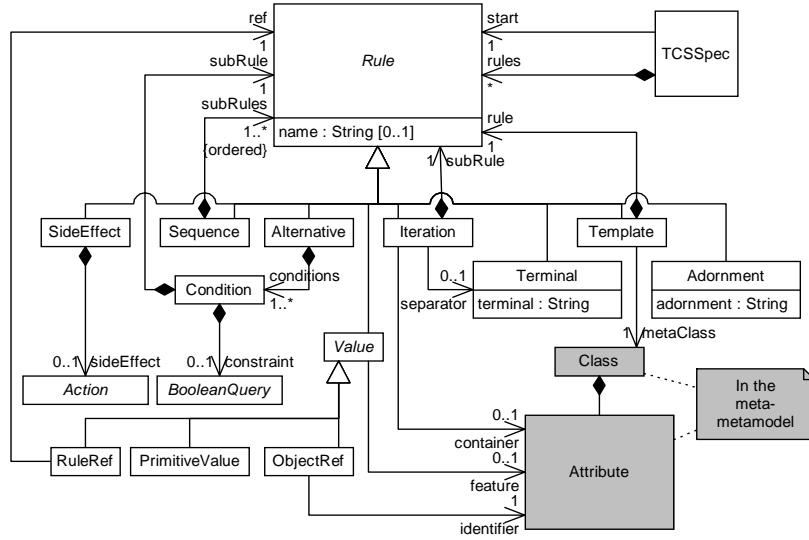 ref
start
1
1
subRule
Rule
rules
TCSSpec
1
*
subRules
rule
1..*
name : String [0..1]
1
{ordered}
1
subRule
SideEffect
Sequence
Alternative
Iteration
Template
conditions
0..1
Terminal
Adornment
Condition
1..*
separator
terminal : String
adornment : String
0..1
sideEffect
0..1
constraint
Value
1
metaClass
Action
BooleanQuery
Class
In the
meta-
metamodel
0..1
container
RuleRef
PrimitiveValue
ObjectRef
0..1
Attribute
feature
1
identifier